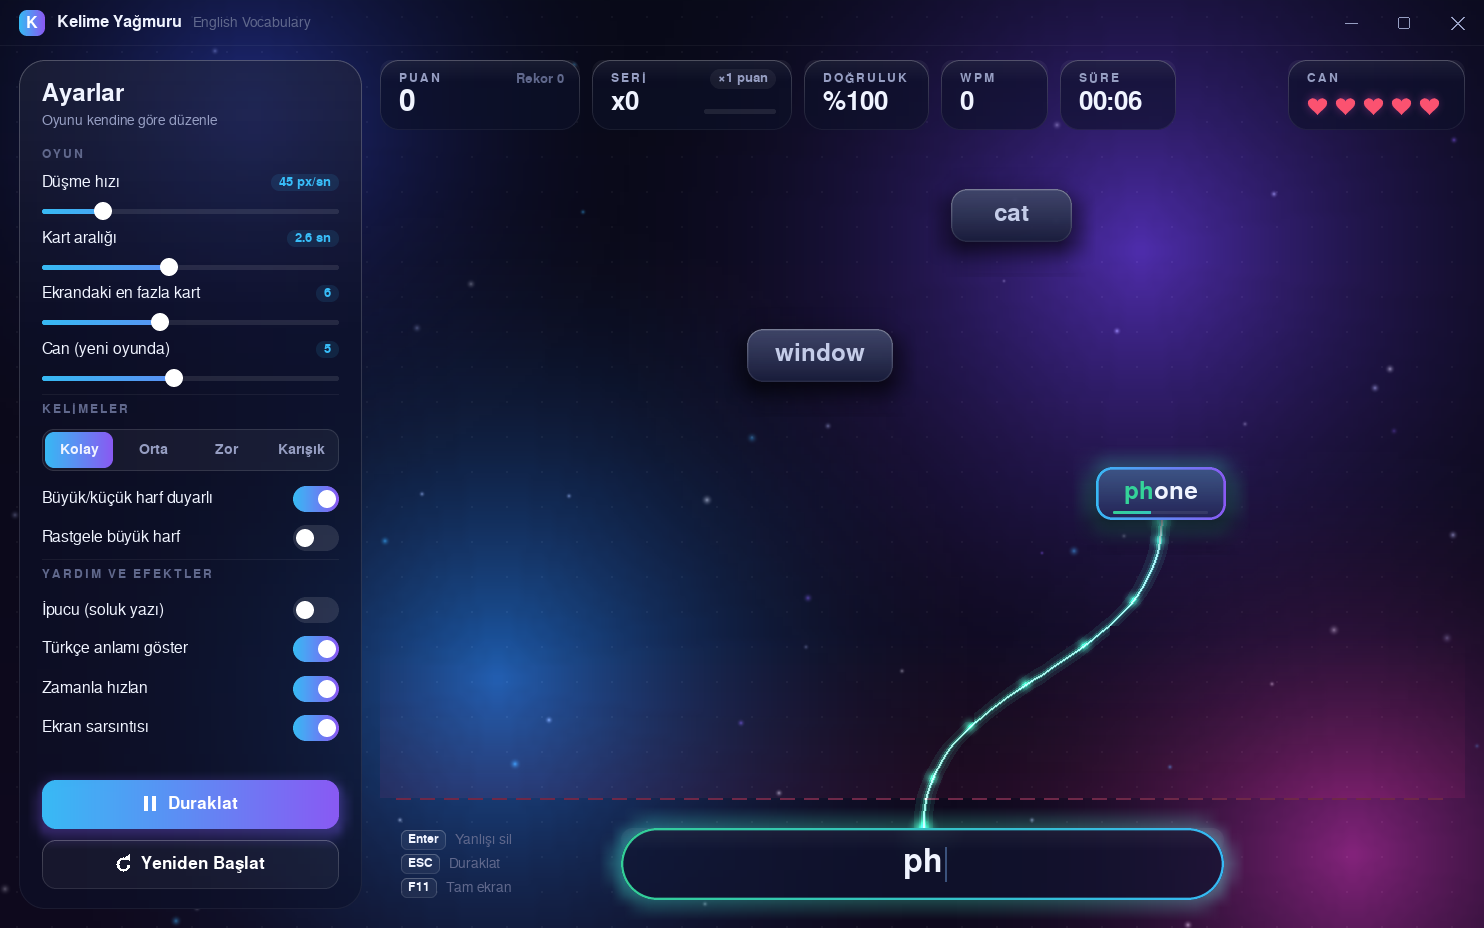 K Kelime Yağmuru English Vocabulary
Ayarlar
Oyunu kendine göre düzenle
OYUN
Düşme hızı 45 px/sn
Kart aralığı 2.6 sn
Ekrandaki en fazla kart 6
Can (yeni oyunda) 5
KELİMELER
Kolay Orta Zor Karışık
Büyük/küçük harf duyarlı
Rastgele büyük harf
YARDIM VE EFEKTLER
İpucu (soluk yazı)
Türkçe anlamı göster
Zamanla hızlan
Ekran sarsıntısı
Duraklat
Yeniden Başlat
PUAN Rekor 0
0
SERİ ×1 puan
x0
DOĞRULUK
%100
WPM
0
SÜRE
00:06
CAN
cat
window
phone
Enter Yanlışı sil
ESC Duraklat
F11 Tam ekran
ph